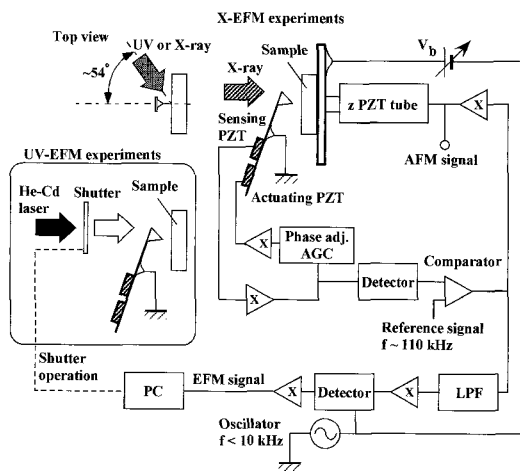 X-EFM experiments
Top view
UV or X-ray
~54°
X-ray
Sample
V_b
z PZT tube
X
AFM signal
Sensing
PZT
Actuating PZT
UV-EFM experiments
He-Cd
laser
Shutter
Sample
X
Phase adj.
AGC
X
Detector
Comparator
Reference signal
f ~ 110 kHz
Shutter
operation
PC
EFM signal
X
Detector
X
LPF
Oscillator
f < 10 kHz